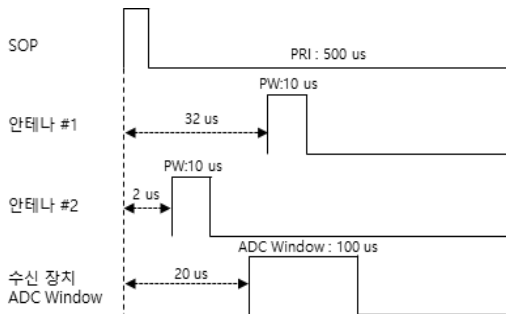 SOP
PRI : 500 us
PW:10 us
안테나 #1
32 us
PW:10 us
안테나 #2
2 us
ADC Window : 100 us
수신 장치
ADC Window
20 us